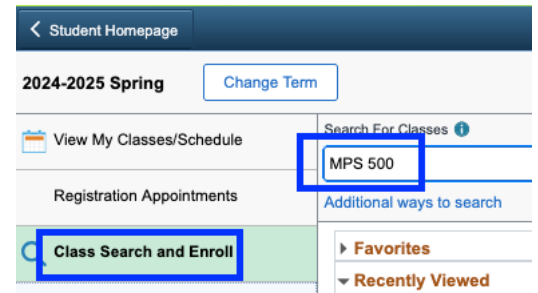 Student Homepage
2024-2025 Spring
Change Term
View My Classes/Schedule
Registration Appointments
Class Search and Enroll
Search For Classes
MPS 500
Additional ways to search
Favorites
Recently Viewed